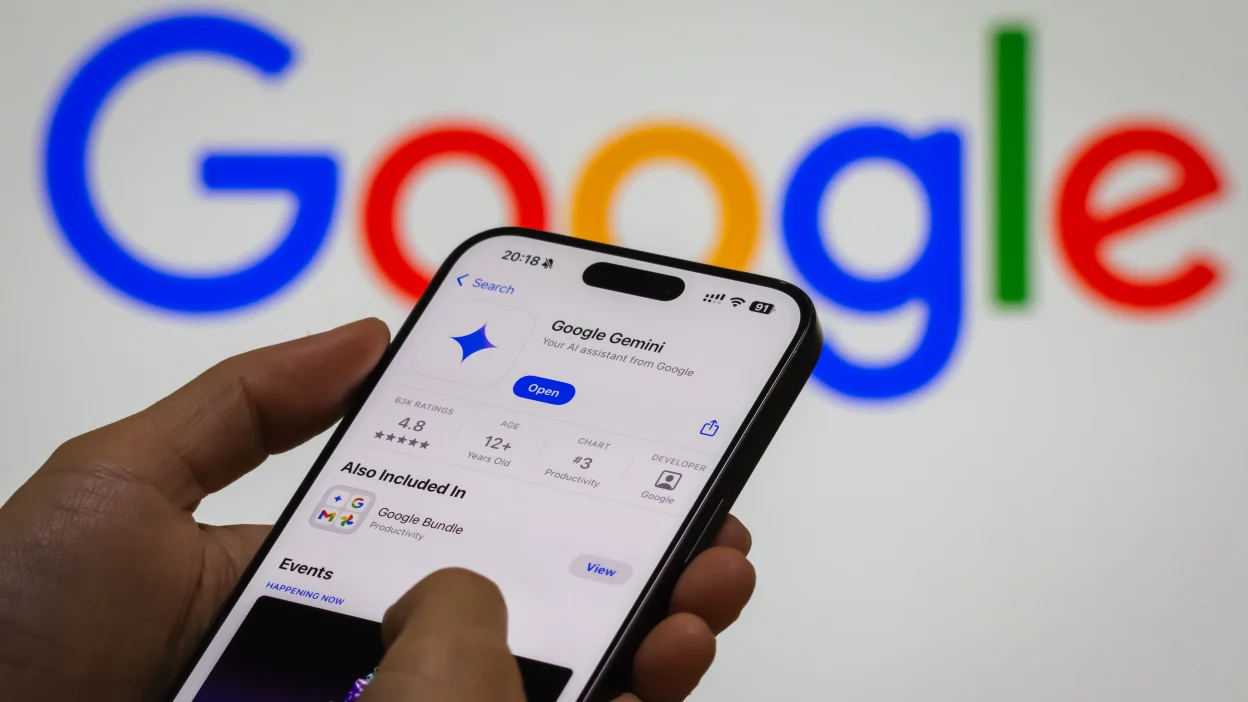 Google
20:18
91
Search
Google Gemini
Your AI assistant from Google
Open
63K RATINGS
4.8
AGE
12+
Years Old
CHART
#3
Productivity
DEVELOPER
Google
Also Included In
Google Bundle
Productivity
View
Events
HAPPENING NOW